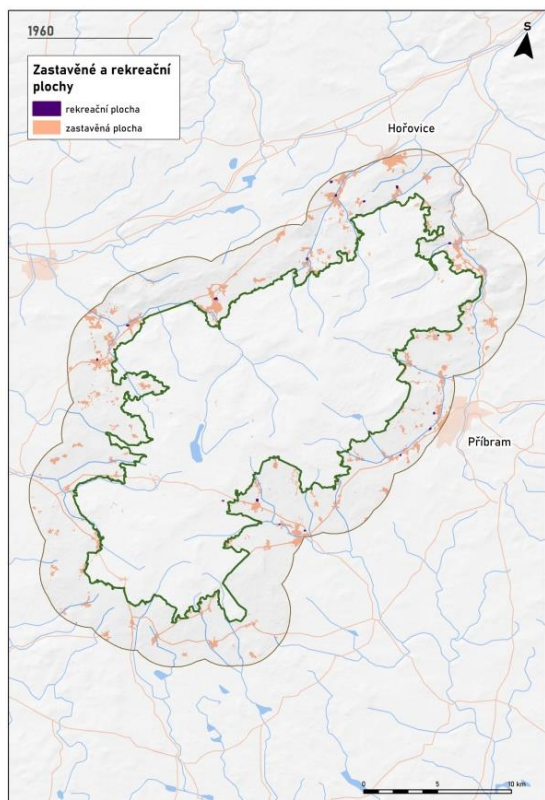 1960
S
Zastavěné a rekreační
plochy
rekreační plocha
zastavěná plocha
Hořovice
Příbram
0 5 10 km